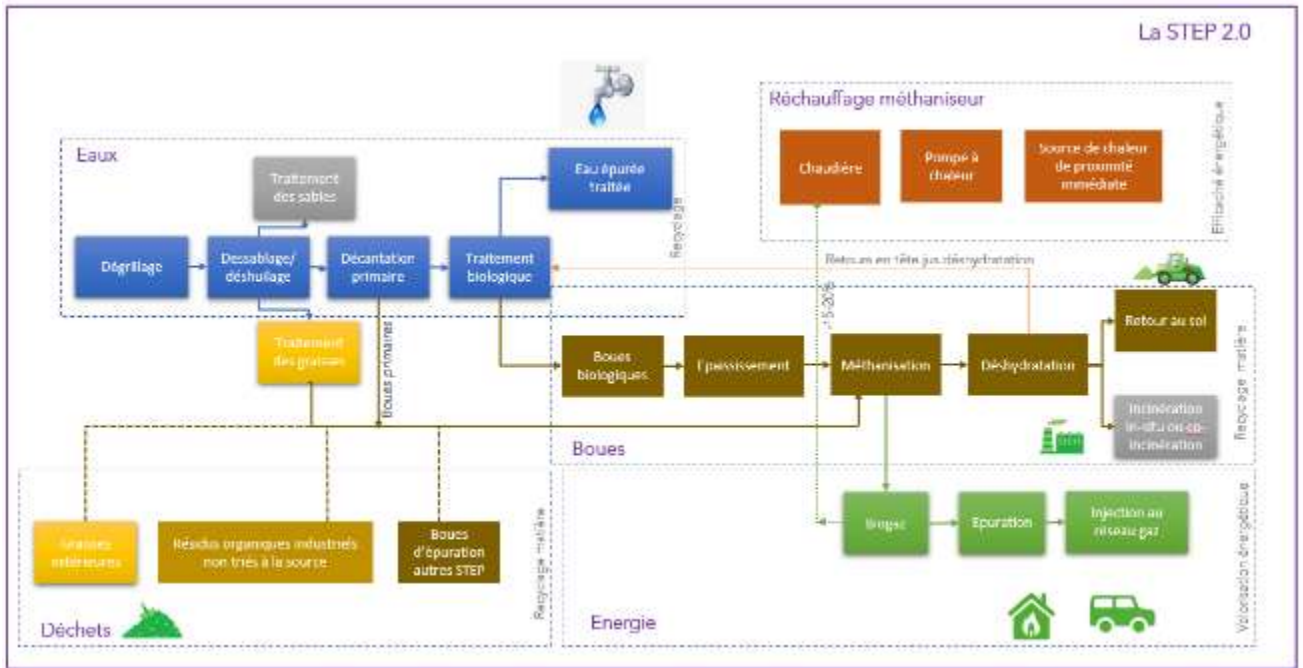 La STEP 2.0
Réchauffage méthaniseur
Chaudière
Pompe à
chaleur
Source de chaleur
de proximité
immédiate
Efficacité énergétique
Eaux
Traitement
des sables
Eau épurée
traitée
Dégrillage
Dessablage/
déshuilage
Décantation
primaire
Traitement
biologique
Recyclage
Retours en tête jus déshydratation
15-20%
Traitement
des graisses
Boues primaires
Boues
biologiques
Epaississement
Méthanisation
Déshydratation
Retour au sol
Incinération
in-situ ou co-
incinération
Recyclage matière
Boues
Graisses
extérieures
Résidus organiques industriels
non triés à la source
Boues
d'épuration
autres STEP
Recyclage matière
Déchets
Biogaz
Epuration
Injection au
réseau gaz
Valorisation énergétique
Energie